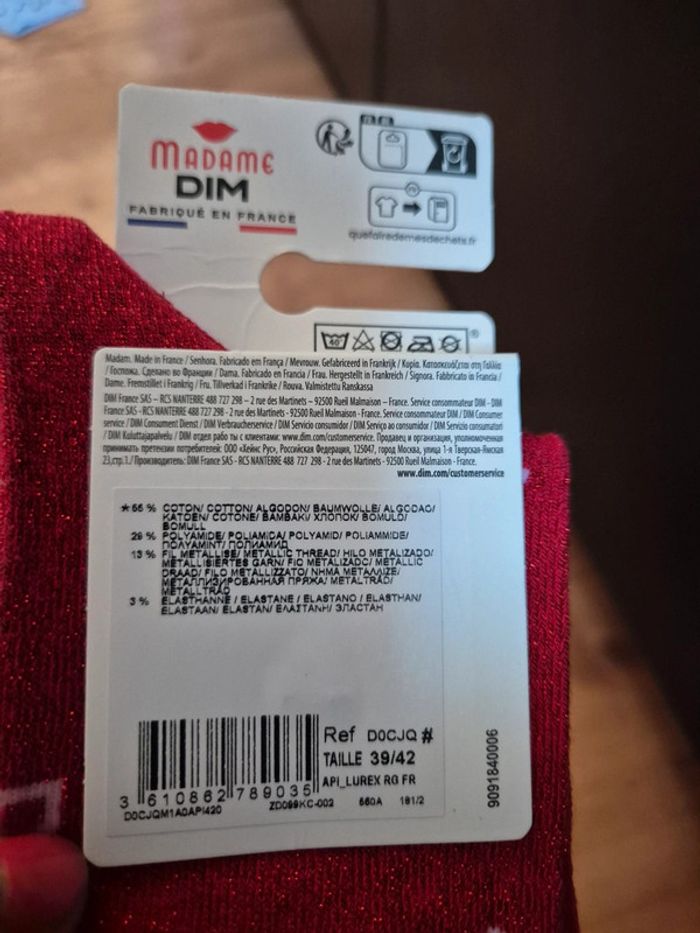 MADAME
DIM
FABRIQUÉ EN FRANCE
quefairedemesdechets.fr
40°
Madam. Made in France / Senhora. Fabricado em França / Mevrouw. Gefabriceerd in Frankrijk / Κυρία. Κατασκευάζεται στη Γαλλία
/ Госпожа. Сделано во Франции / Dama. Fabricado en Francia / Frau. Hergestellt in Frankreich / Signora. Fabbricato in Francia /
Dame. Fremstillet i Frankrig / Fru. Tillverkad i Frankrike / Rouva. Valmistettu Ranskassa
DIM France SAS – RCS NANTERRE 488 727 298 – 2 rue des Martinets - 92500 Rueil Malmaison - France. Service consommateur DIM - DIM
France SAS - RCS NANTERRE 488 727 298 - 2 rue des Martinets - 92500 Rueil Malmaison - France. Service consommateur DIM / DIM Consumer
service / DIM Consument Dienst / DIM Verbraucherservice / DIM Servicio consumidor / DIM Serviço ao consumidor / DIM Servizio consumatori
/ DIM Kuluttajapalvelu / DIM отдел работы с клиентами: www.dim.com/customerservice. Продавец и организация, уполномоченная
принимать претензии потребителей: ООО «Хейнс Рус», Российская Федерация, 125047, город Москва, улица 1-я Тверская-Ямская
23,стр.1./ Производитель: DIM France SAS - RCS NANTERRE 488 727 298 - 2 rue des Martinets - 92500 Rueil Malmaison - France.
www.dim.com/customerservice
* 55 % COTON/ COTTON/ ALGODON/ BAUMWOLLE/ ALGODAO/
KATOEN/ COTONE/ ΒΑΜΒΑΚΙ/ ХЛОПОК/ BOMULD/
BOMULL
29 % POLYAMIDE/ POLIAMIDA/ POLYAMID/ POLIAMMIDE/
ΠΟΛΥΑΜΙΝΤ/ ПОЛИАМИД
13 % FIL METALLISE/ METALLIC THREAD/ HILO METALIZADO/
METALLISIERTES GARN/ FIO METALIZADO/ METALLIC
DRAAD/ FILO METALLIZZATO/ ΝΗΜΑ ΜΕΤΑΛΛΙΖΕ/
МЕТАЛЛИЗИРОВАННАЯ ПРЯЖА/ METALTRAD/
METALLTRAD
3 % ELASTHANNE / ELASTANE / ELASTANO / ELASTHAN/
ELASTAAN/ ELASTAN/ ΕΛΑΣΤΑΝΗ/ ЭЛАСТАН
Ref D0CJQ #
TAILLE 39/42
API_LUREX RG FR
3 610862 789035
ZD099KC-002 560A 181/2
D0CJQM1A0API420
9091840006